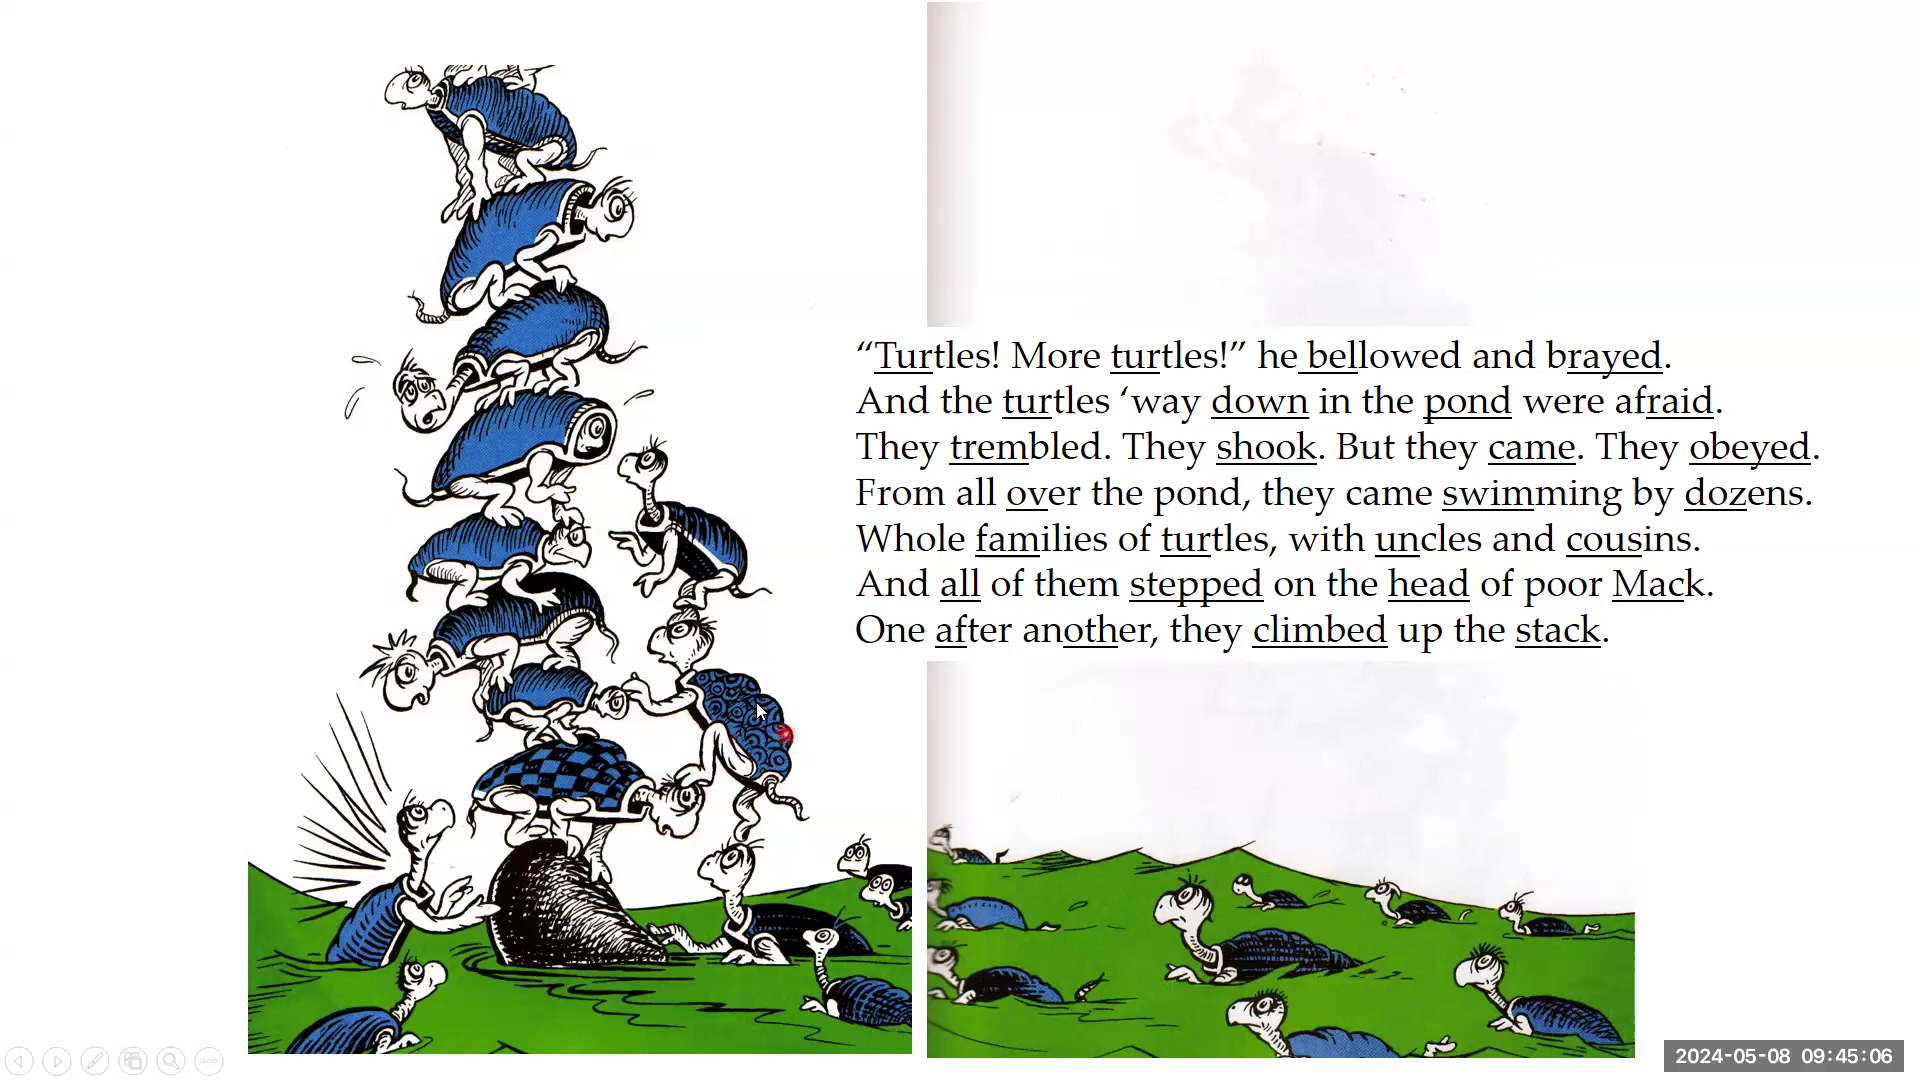 “Turtles! More turtles!” he bellowed and brayed.
And the turtles ‘way down in the pond were afraid.
They trembled. They shook. But they came. They obeyed.
From all over the pond, they came swimming by dozens.
Whole families of turtles, with uncles and cousins.
And all of them stepped on the head of poor Mack.
One after another, they climbed up the stack.
2024-05-08 09:45:06